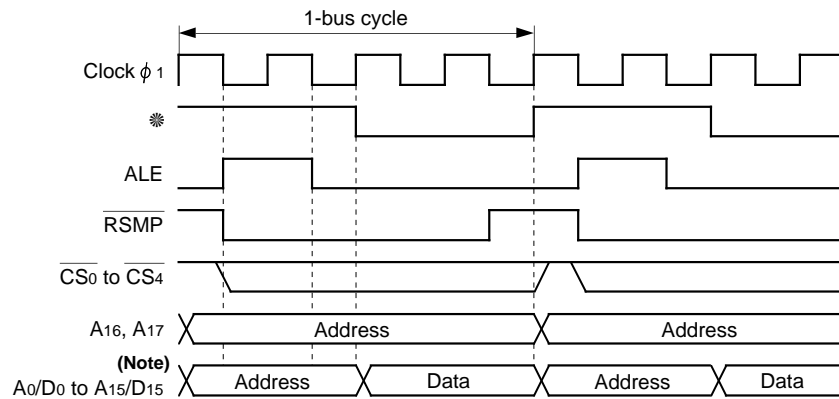 1-bus cycle
Clock ϕ 1
❋
ALE
RSMP
CS0 to CS4
A16, A17
Address
Address
(Note)
A0/D0 to A15/D15
Address
Data
Address
Data